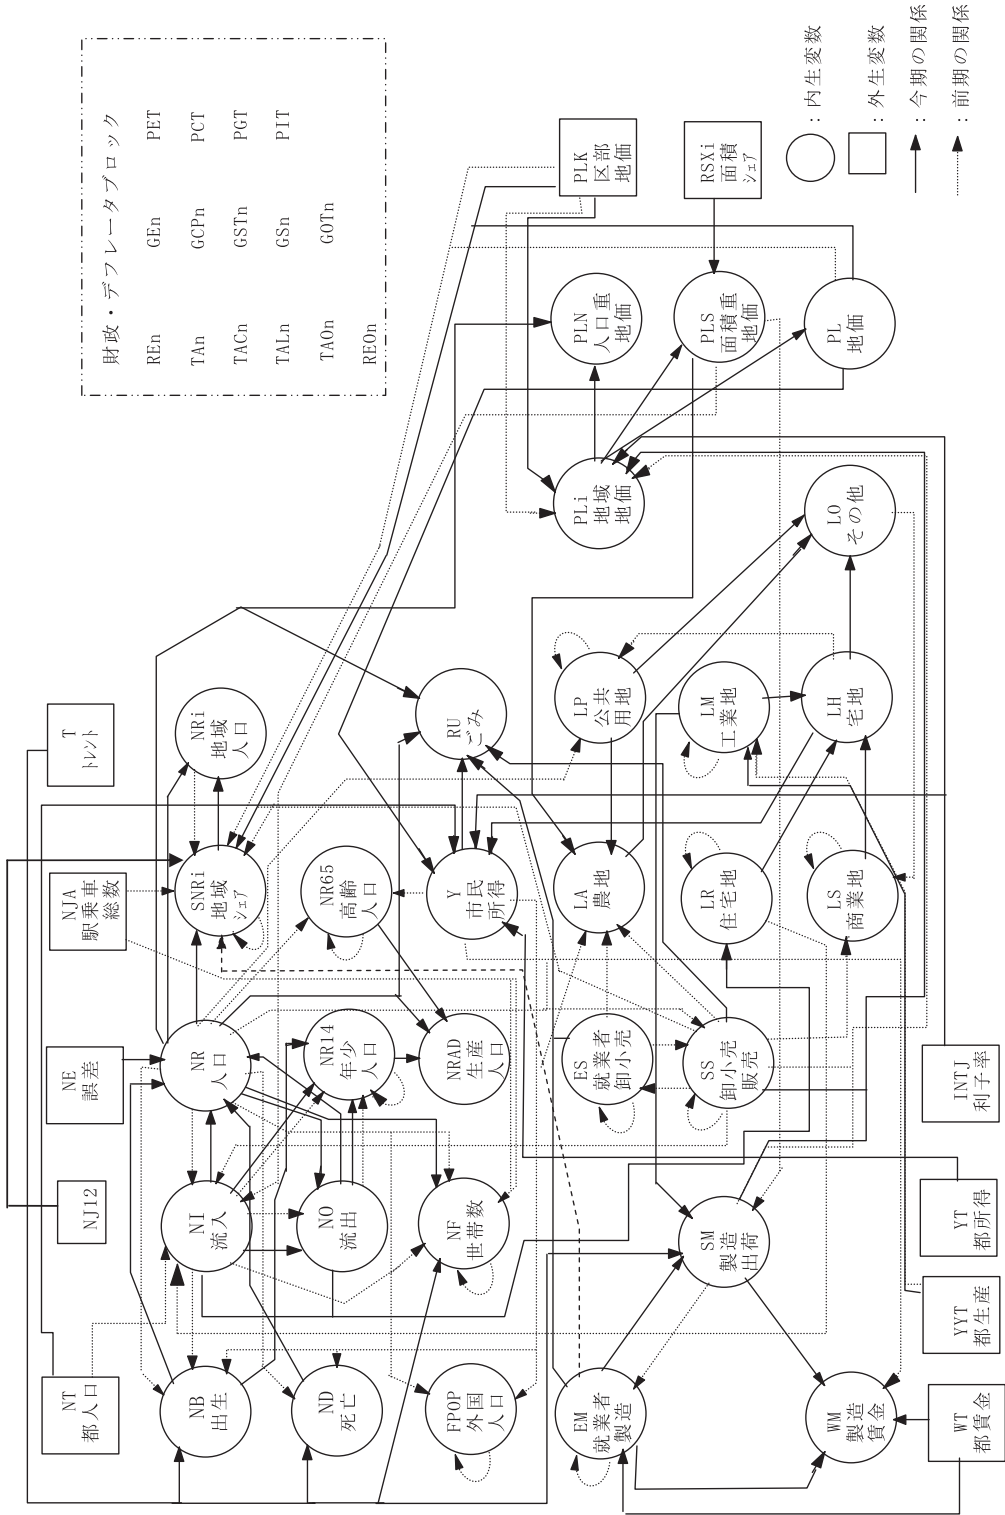 NT
都人口
NJ12
NE
誤差
NJA
駅乗車
総数
T
トレント
NB
出生
NI
流入
NR
人口
SNRi
地域
シェア
NRi
地域
人口
ND
死亡
NO
流出
NR14
年少
人口
NR65
高齢
人口
FPOP
外国
人口
NF
世帯数
NRAD
生産
人口
Y
市民
所得
RU
ごみ
EM
就業者
製造
SM
製造
出荷
WM
製造
賃金
ES
就業者
卸小売
SS
卸小売
販売
LA
農地
LR
住宅地
LS
商業地
LP
公共
用地
LM
工業地
LH
宅地
LO
その他
PLi
地域
地価
PLN
人口重
地価
PLS
面積重
地価
PL
地価
PLK
区部
地価
RSXi
面積
シェア
WT
都賃金
YYT
都生産
YT
都所得
INTJ
利子率
財政・デフレータブロック
REn GEn PET
TAn GCPn PCT
TACn GSTn PGT
TALn GSn PIT
TAOn GOTn
REOn
：内生変数
：外生変数
：今期の関係
：前期の関係